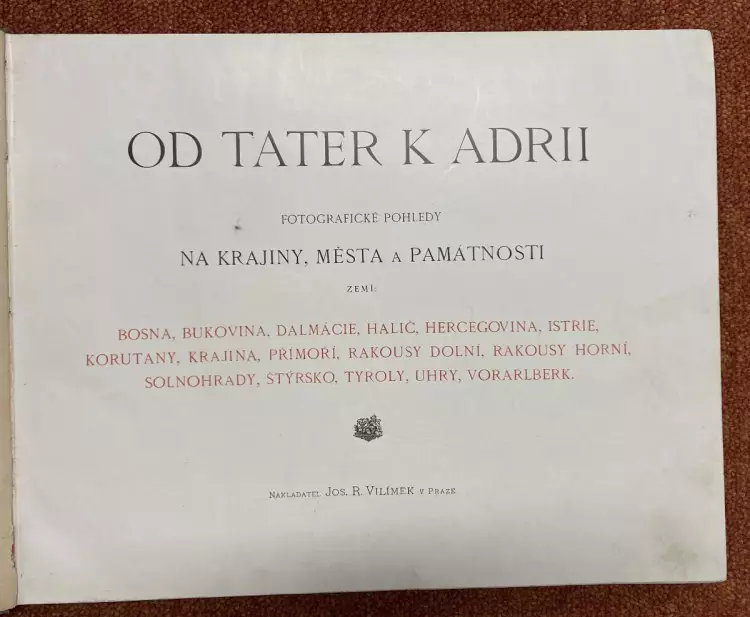 OD TATER K ADRII
FOTOGRAFICKÉ POHLEDY
NA KRAJINY, MĚSTA A PAMÁTNOSTI
ZEMÍ:
BOSNA, BUKOVINA, DALMÁCIE, HALIČ, HERCEGOVINA, ISTRIE,
KORUTANY, KRAJINA, PŘÍMOŘÍ, RAKOUSY DOLNÍ, RAKOUSY HORNÍ,
SOLNOHRADY, ŠTÝRSKO, TYROLY, UHRY, VORARLBERK.
NAKLADATEL JOS. R. VILÍMEK V PRAZE